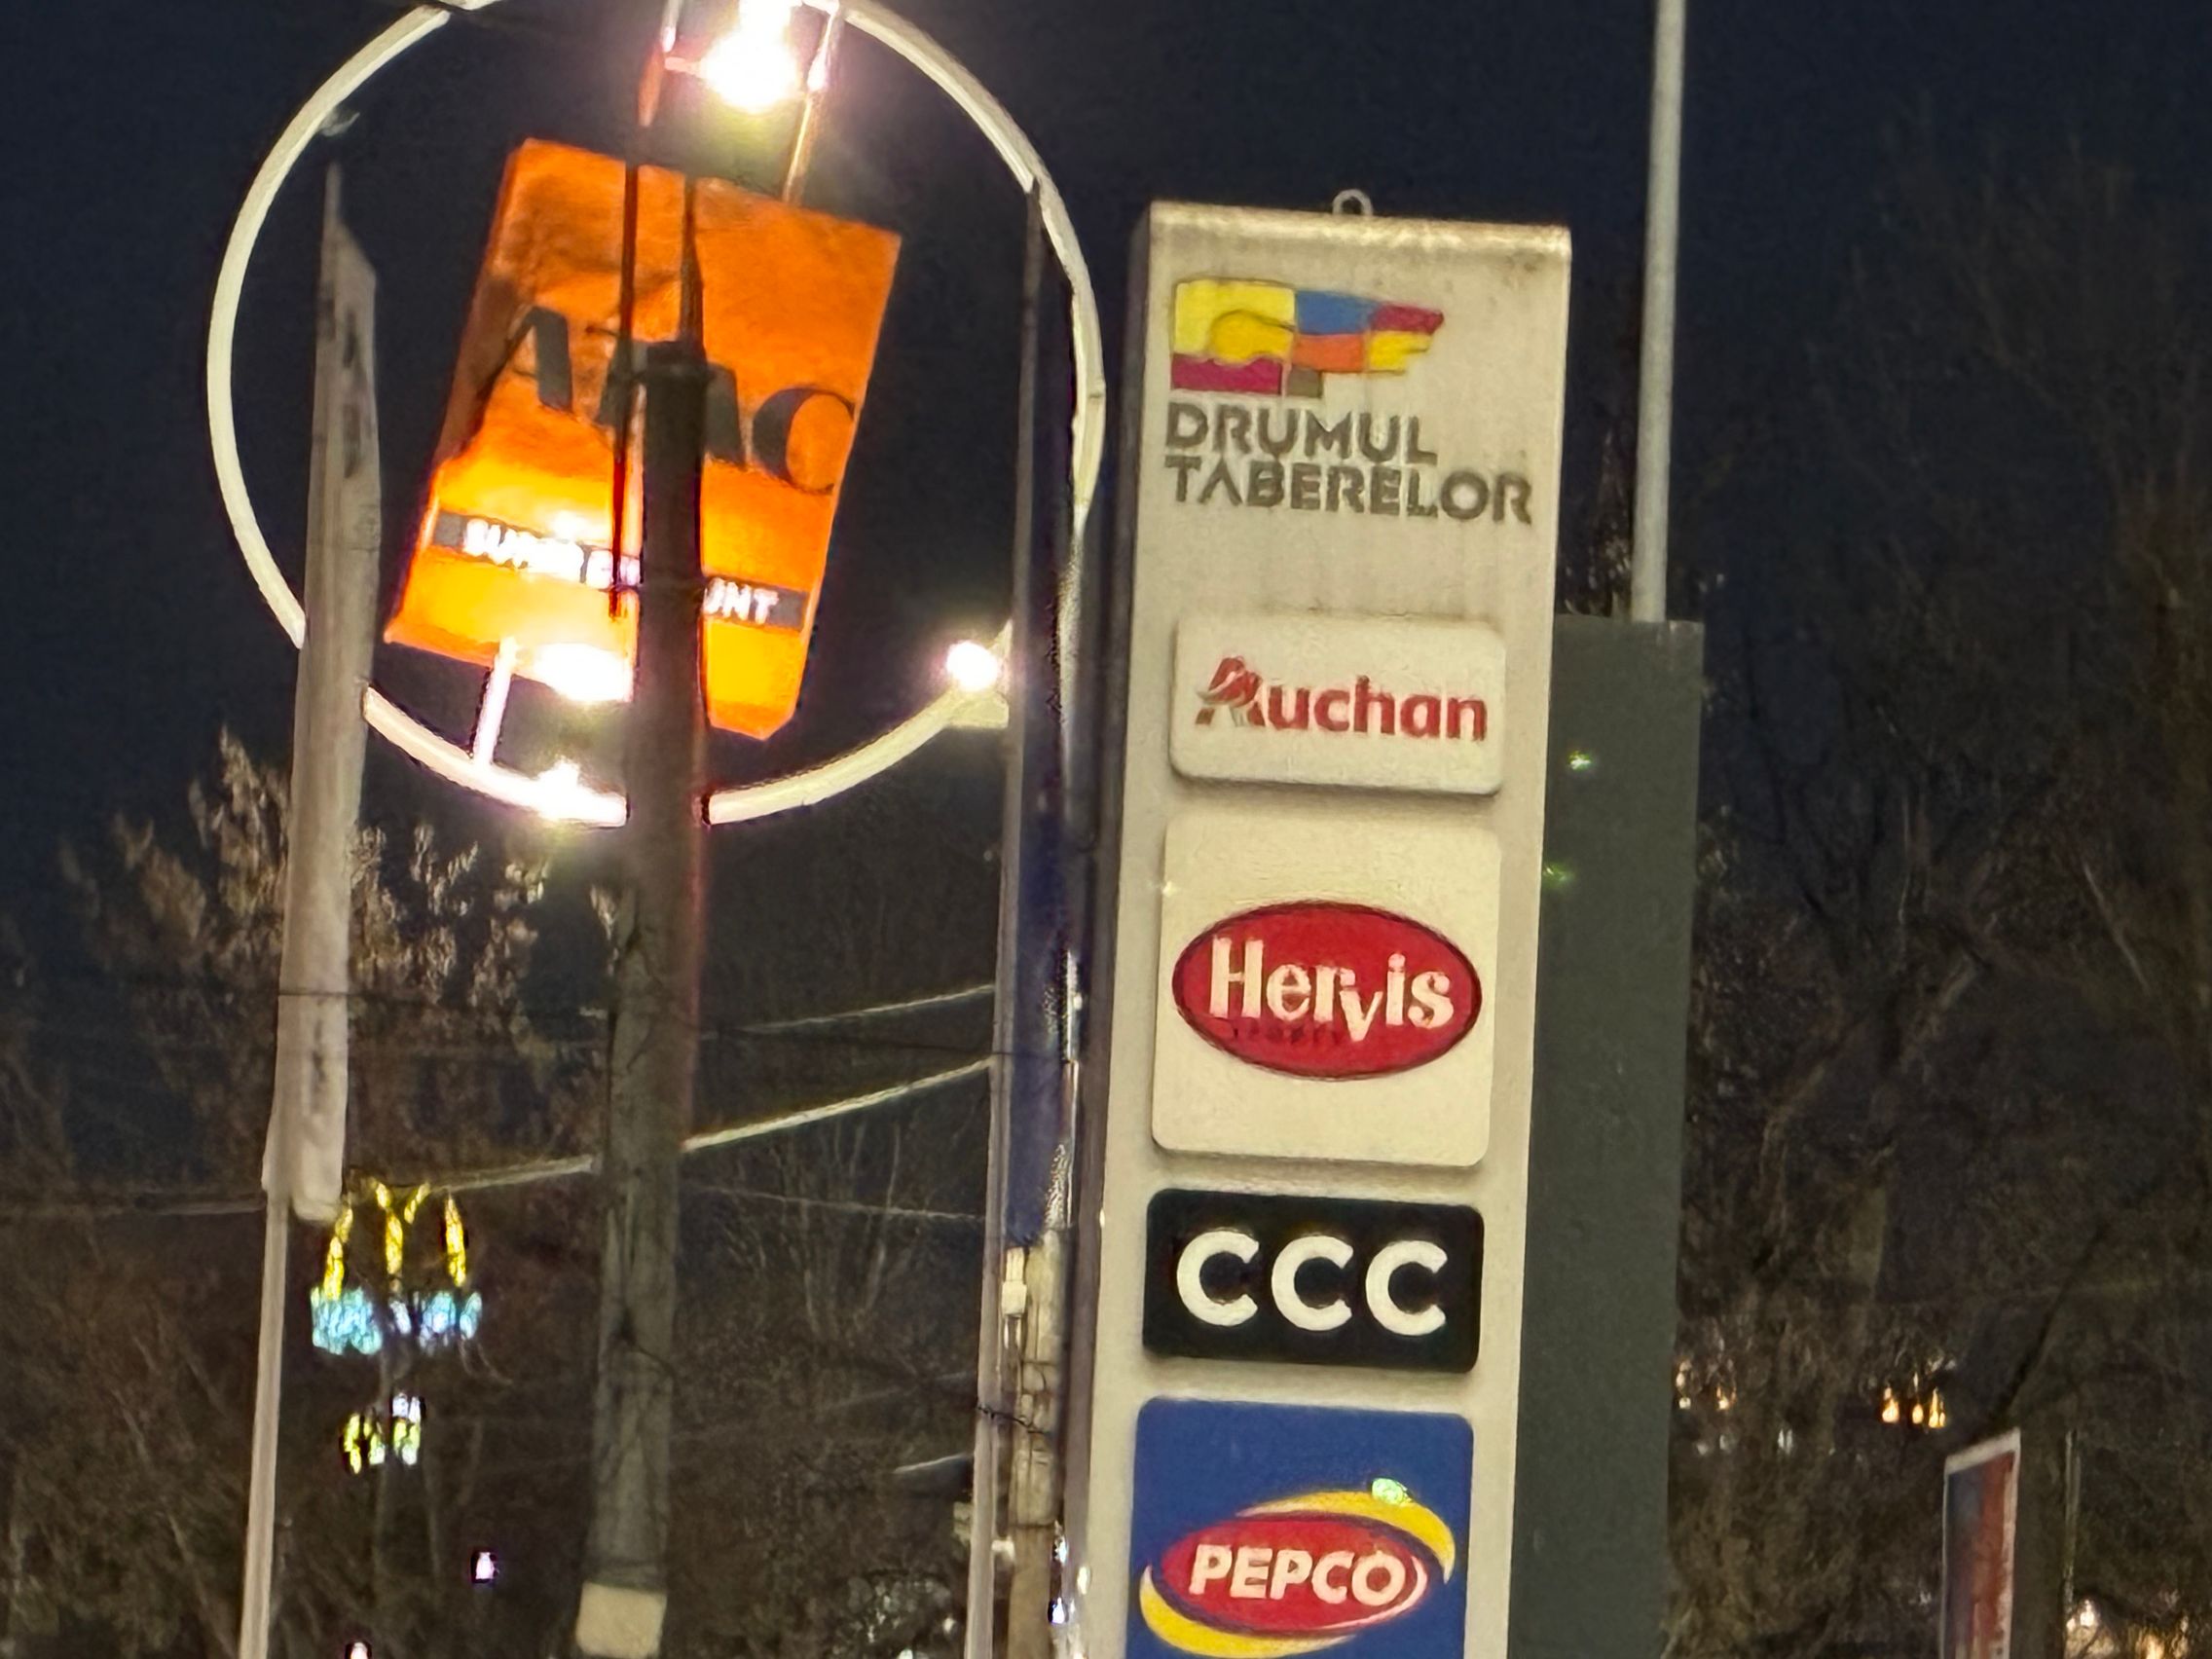 DRUMUL
TABERELOR
Auchan
Hervis
CCC
PEPCO